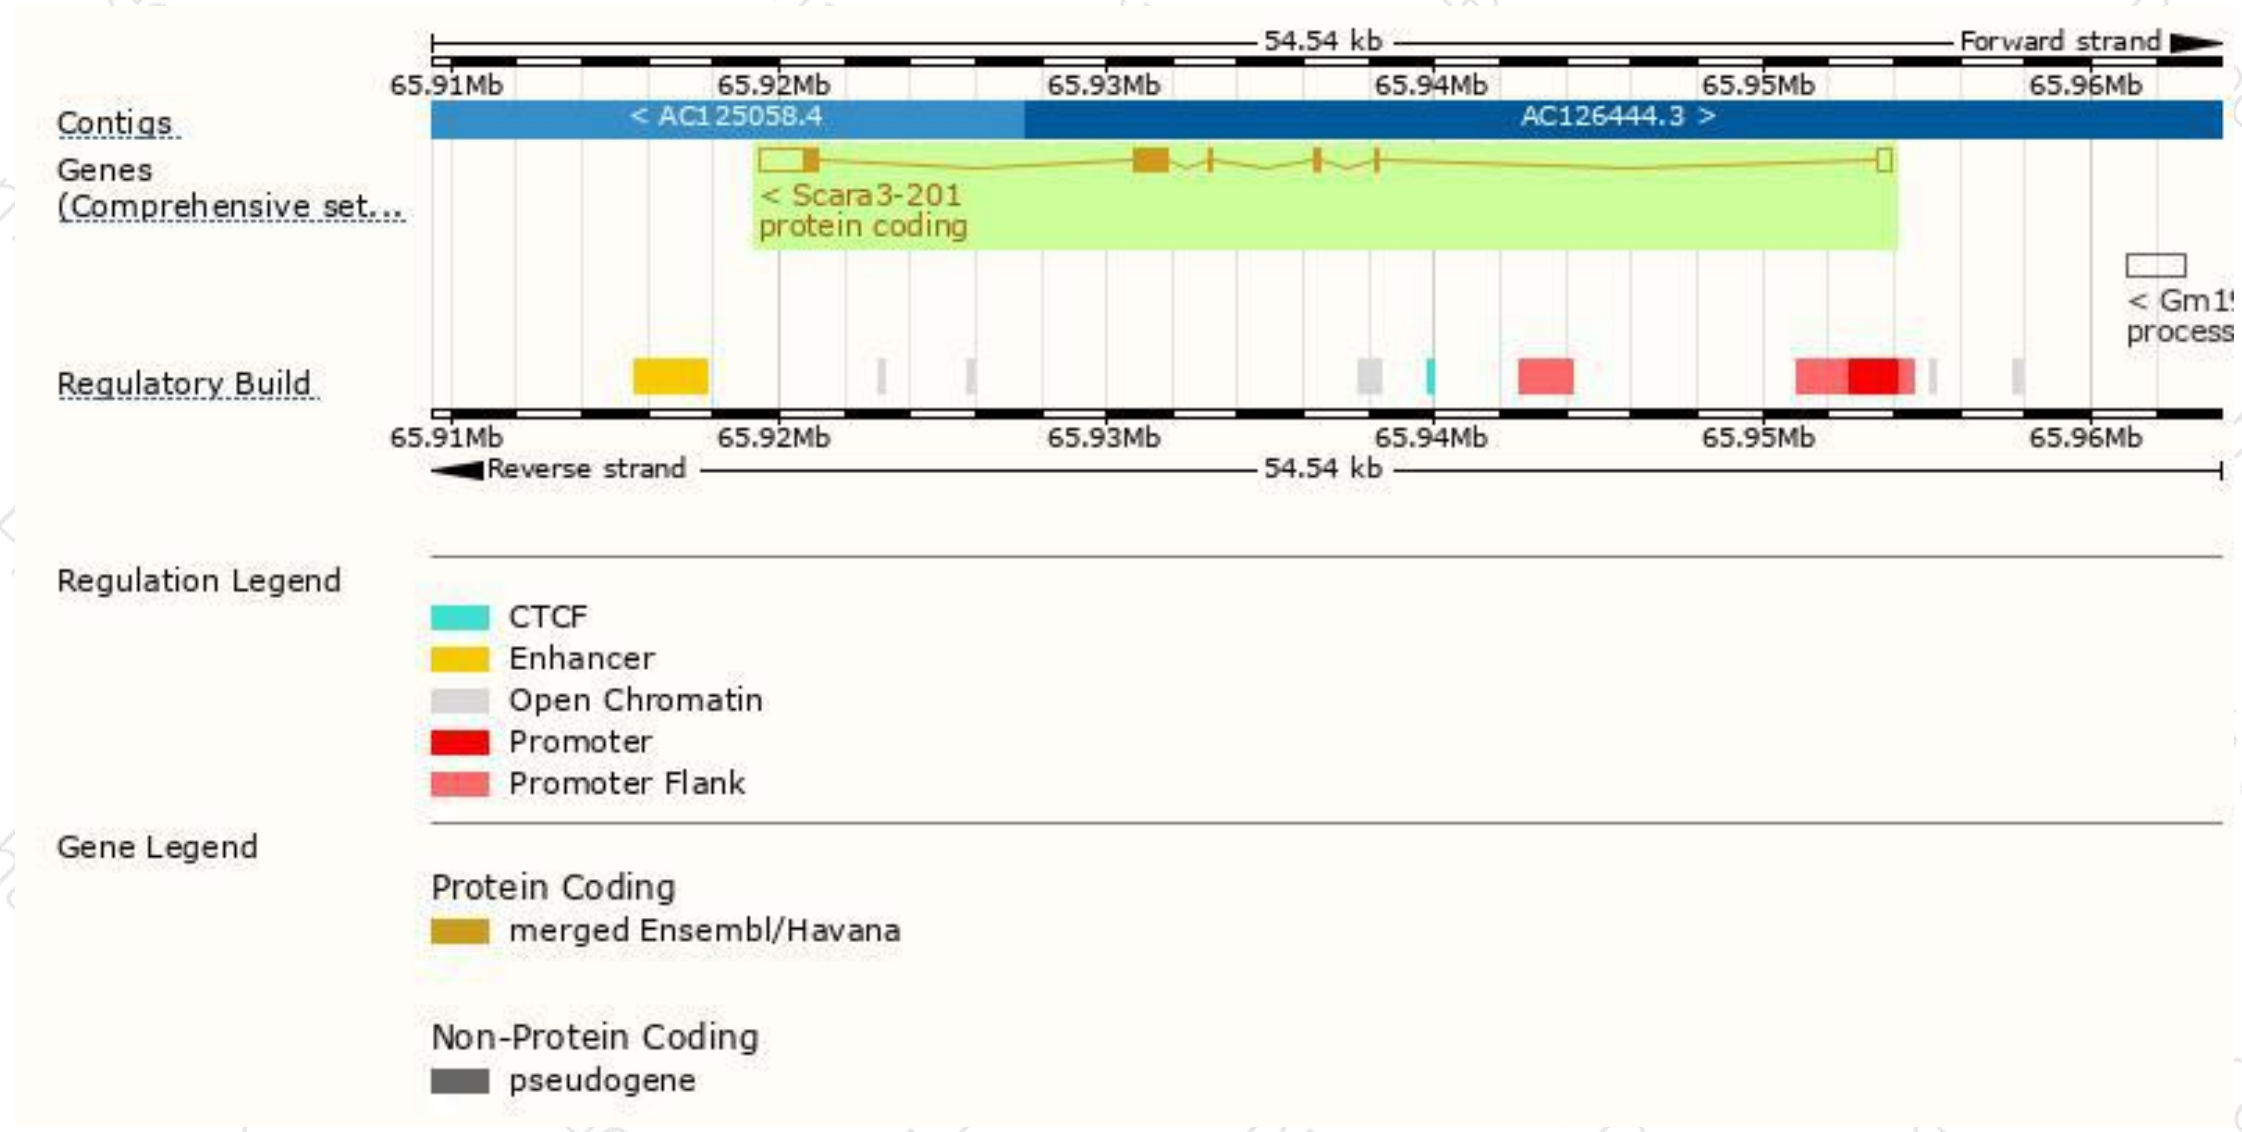 54.54 kb Forward strand
65.91Mb 65.92Mb 65.93Mb 65.94Mb 65.95Mb 65.96Mb
Contigs < AC125058.4 AC126444.3 >
Genes
(Comprehensive set...
< Scara3-201
protein coding
< Gm1
process
Regulatory Build
65.91Mb 65.92Mb 65.93Mb 65.94Mb 65.95Mb 65.96Mb
Reverse strand 54.54 kb
Regulation Legend
CTCF
Enhancer
Open Chromatin
Promoter
Promoter Flank
Gene Legend
Protein Coding
merged Ensembl/Havana
Non-Protein Coding
pseudogene